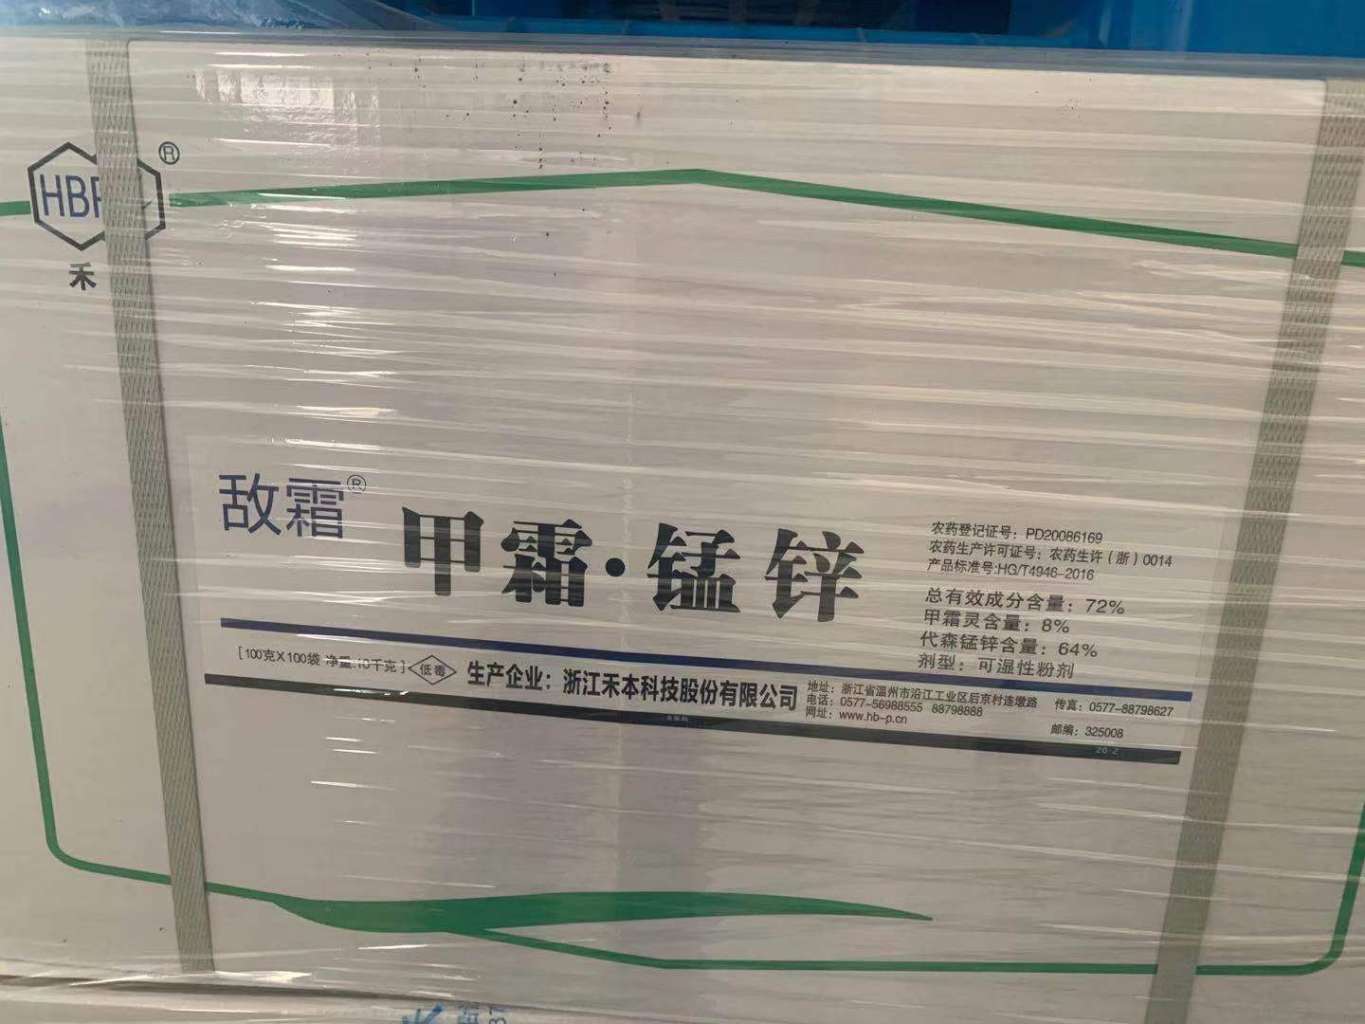 ®
禾
敌霜®
甲霜·锰锌
农药登记证号：PD20086169
农药生产许可证号：农药生许（浙）0014
产品标准号:HG/T4946-2016
总有效成分含量：72%
甲霜灵含量：8%
代森锰锌含量：64%
剂型：可湿性粉剂
[100克X100袋 净重:10千克]
低毒
生产企业：浙江禾本科技股份有限公司
地址：浙江省温州市沿江工业区后京村连墩路 传真：0577-88798627
电话：0577-56988555 88798888
网址：www.hb-p.cn
邮编：325008